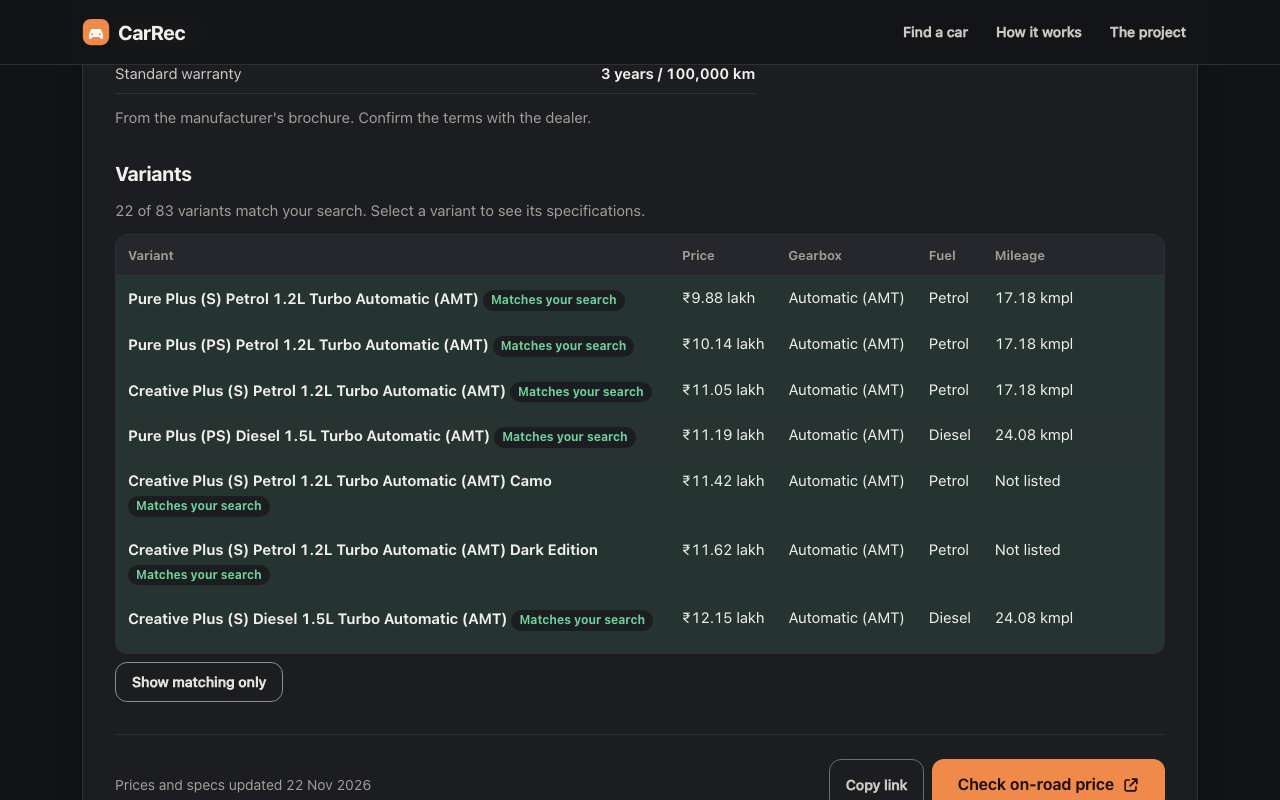 CarRec
Find a car
How it works
The project
Standard warranty 3 years / 100,000 km
From the manufacturer's brochure. Confirm the terms with the dealer.
Variants
22 of 83 variants match your search. Select a variant to see its specifications.
Variant Price Gearbox Fuel Mileage
Pure Plus (S) Petrol 1.2L Turbo Automatic (AMT) Matches your search ₹9.88 lakh Automatic (AMT) Petrol 17.18 kmpl
Pure Plus (PS) Petrol 1.2L Turbo Automatic (AMT) Matches your search ₹10.14 lakh Automatic (AMT) Petrol 17.18 kmpl
Creative Plus (S) Petrol 1.2L Turbo Automatic (AMT) Matches your search ₹11.05 lakh Automatic (AMT) Petrol 17.18 kmpl
Pure Plus (PS) Diesel 1.5L Turbo Automatic (AMT) Matches your search ₹11.19 lakh Automatic (AMT) Diesel 24.08 kmpl
Creative Plus (S) Petrol 1.2L Turbo Automatic (AMT) Camo ₹11.42 lakh Automatic (AMT) Petrol Not listed
Matches your search
Creative Plus (S) Petrol 1.2L Turbo Automatic (AMT) Dark Edition ₹11.62 lakh Automatic (AMT) Petrol Not listed
Matches your search
Creative Plus (S) Diesel 1.5L Turbo Automatic (AMT) Matches your search ₹12.15 lakh Automatic (AMT) Diesel 24.08 kmpl
Show matching only
Prices and specs updated 22 Nov 2026
Copy link
Check on-road price